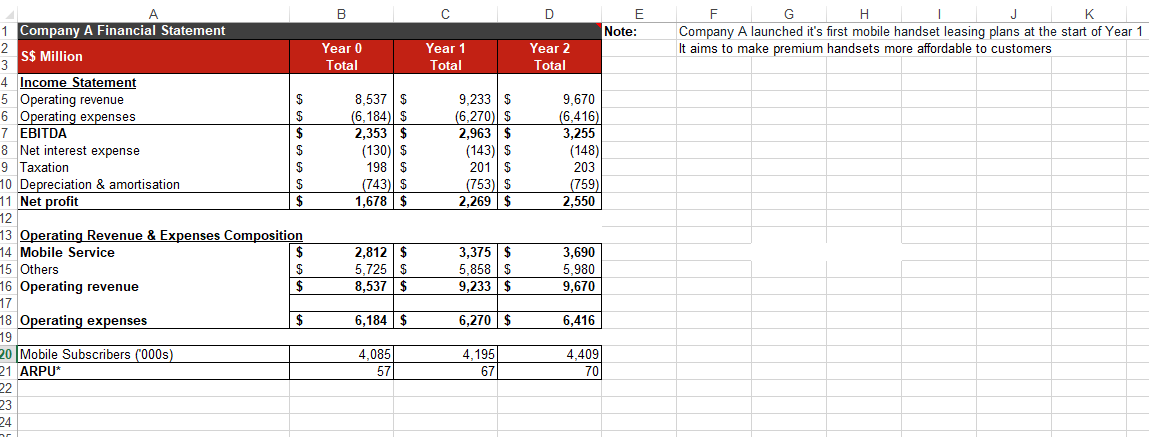 A B C D E F G H I J K
1 Company A Financial Statement Note: Company A launched it's first mobile handset leasing plans at the start of Year 1
2 S$ Million Year 0 Year 1 Year 2 It aims to make premium handsets more affordable to customers
3 Total Total Total
4 Income Statement
5 Operating revenue $ 8,537 $ 9,233 $ 9,670
6 Operating expenses $ (6,184) $ (6,270) $ (6,416)
7 EBITDA $ 2,353 $ 2,963 $ 3,255
8 Net interest expense $ (130) $ (143) $ (148)
9 Taxation $ 198 $ 201 $ 203
10 Depreciation & amortisation $ (743) $ (753) $ (759)
11 Net profit $ 1,678 $ 2,269 $ 2,550
12
13 Operating Revenue & Expenses Composition
14 Mobile Service $ 2,812 $ 3,375 $ 3,690
15 Others $ 5,725 $ 5,858 $ 5,980
16 Operating revenue $ 8,537 $ 9,233 $ 9,670
17
18 Operating expenses $ 6,184 $ 6,270 $ 6,416
19
20 Mobile Subscribers ('000s) 4,085 4,195 4,409
21 ARPU* 57 67 70
22
23
24